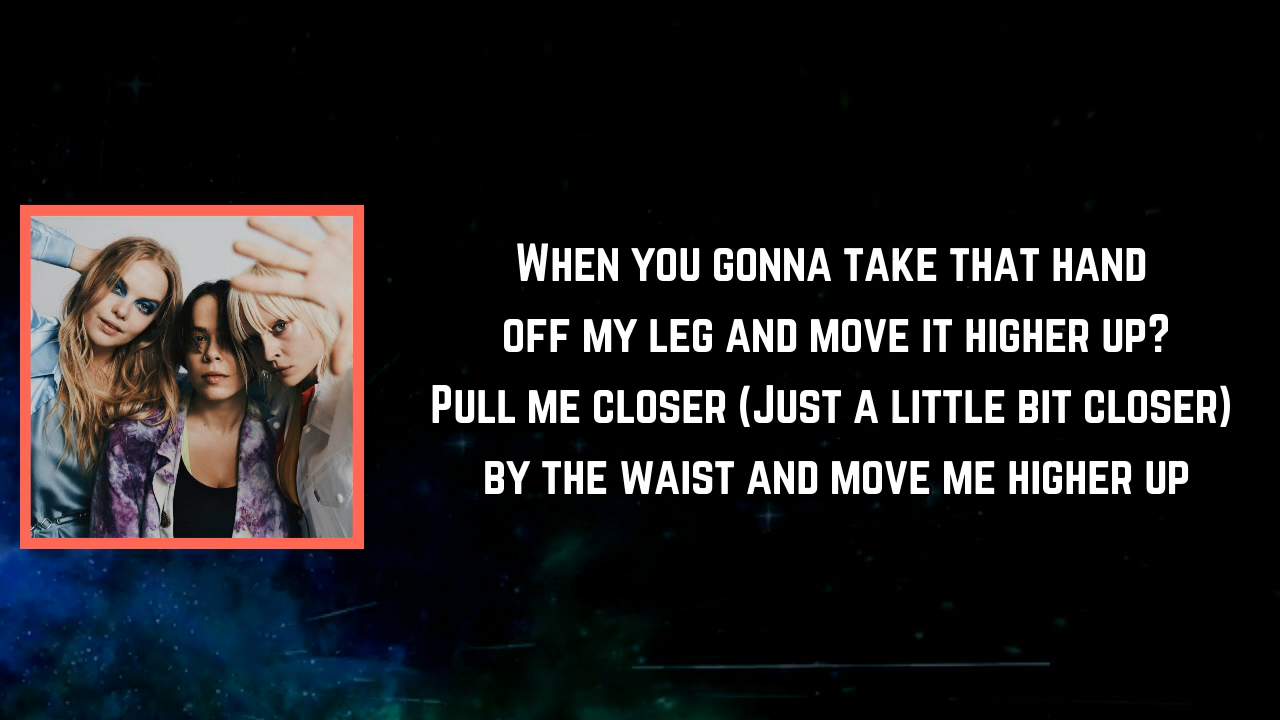 When you gonna take that hand
off my leg and move it higher up?
Pull me closer (Just a little bit closer)
by the waist and move me higher up